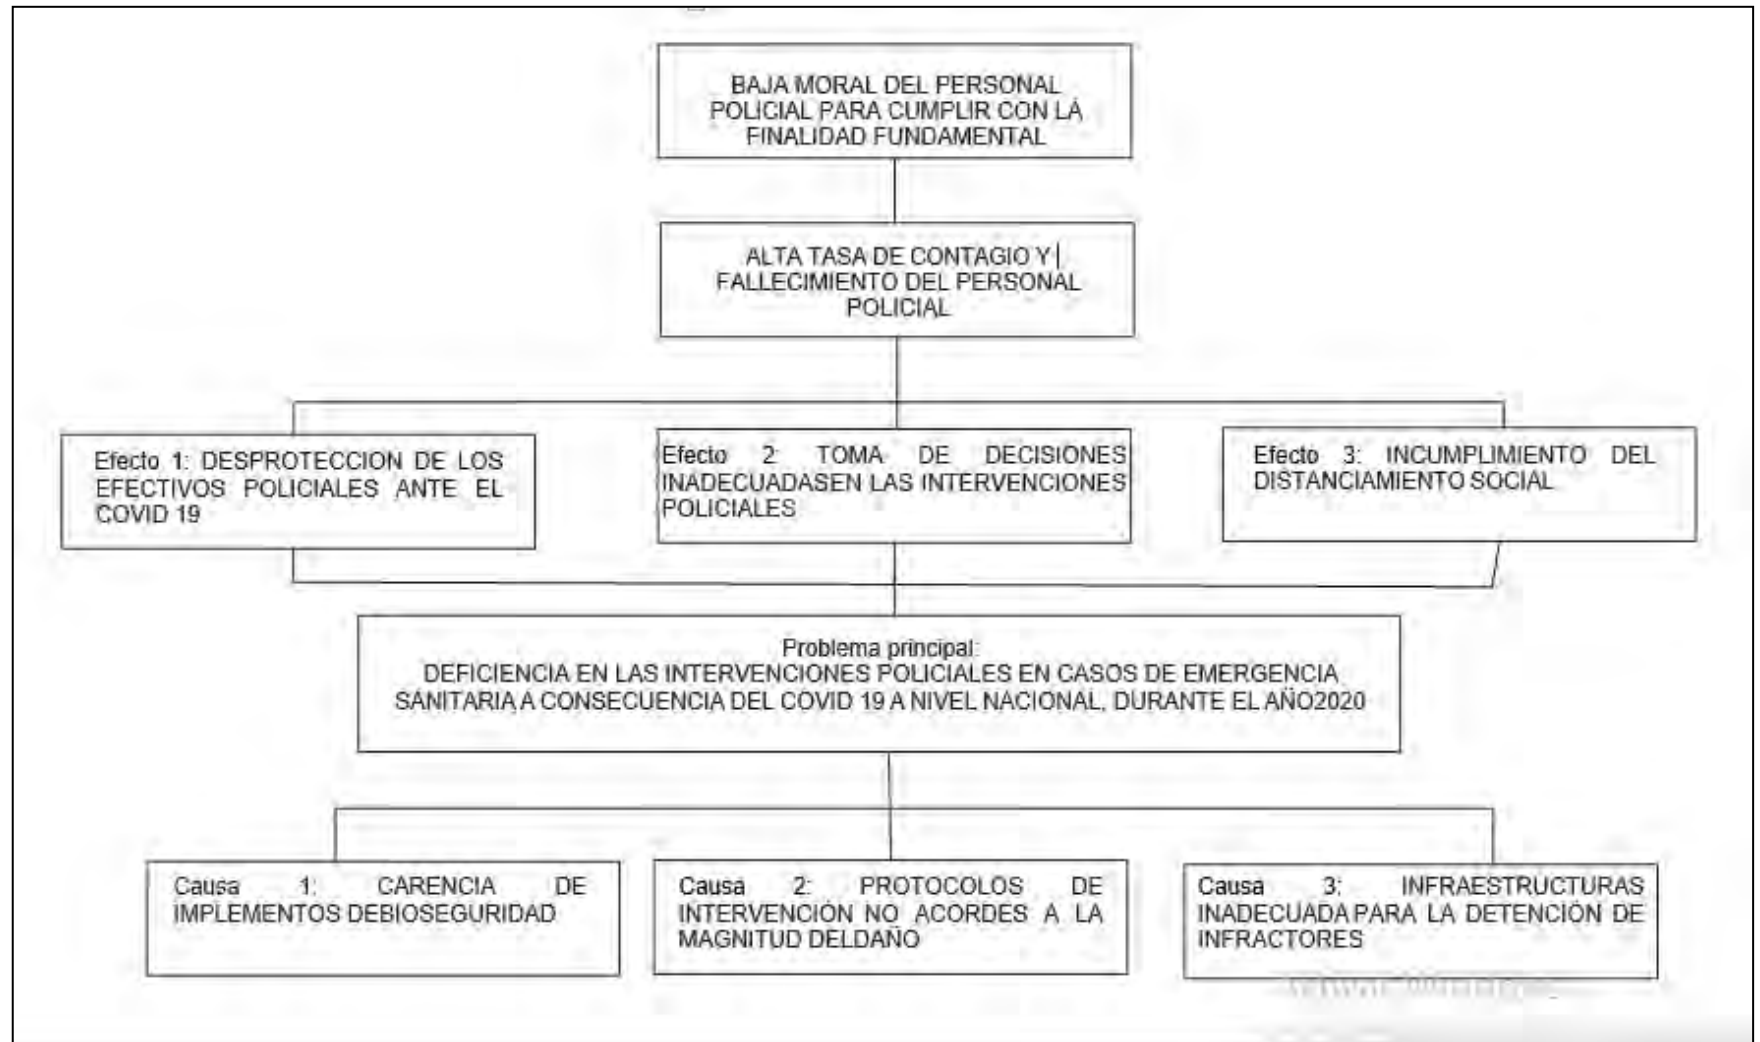 BAJA MORAL DEL PERSONAL
POLICIAL PARA CUMPLIR CON LA
FINALIDAD FUNDAMENTAL
ALTA TASA DE CONTAGIO Y
FALLECIMIENTO DEL PERSONAL
POLICIAL
Efecto 1: DESPROTECCION DE LOS
EFECTIVOS POLICIALES ANTE EL
COVID 19
Efecto 2: TOMA DE DECISIONES
INADECUADASEN LAS INTERVENCIONES
POLICIALES
Efecto 3: INCUMPLIMIENTO DEL
DISTANCIAMIENTO SOCIAL
Problema principal:
DEFICIENCIA EN LAS INTERVENCIONES POLICIALES EN CASOS DE EMERGENCIA
SANITARIA A CONSECUENCIA DEL COVID 19 A NIVEL NACIONAL, DURANTE EL AÑO2020
Causa 1: CARENCIA DE
IMPLEMENTOS DEBIOSEGURIDAD
Causa 2: PROTOCOLOS DE
INTERVENCIÓN NO ACORDES A LA
MAGNITUD DELDAÑO
Causa 3: INFRAESTRUCTURAS
INADECUADA PARA LA DETENCIÓN DE
INFRACTORES